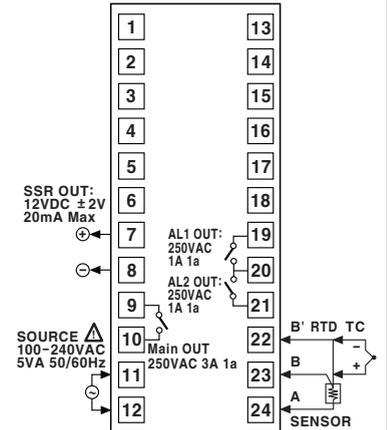 1 13
2 14
3 15
4 16
5 17
6 18
SSR OUT:
12VDC ±2V
20mA Max
+ 7
AL1 OUT:
250VAC
1A 1a
19
− 8
20
AL2 OUT:
250VAC
1A 1a
9 21
SOURCE ⚠
100-240VAC
5VA 50/60Hz
10
Main OUT
250VAC 3A 1a
22 B' RTD TC
−
11 23 B
+
12 24 A
SENSOR